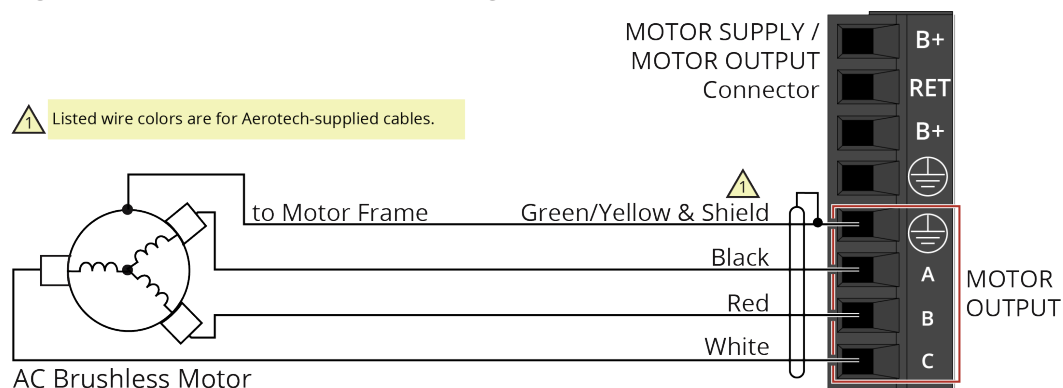 MOTOR SUPPLY /
MOTOR OUTPUT
Connector
B+
RET
B+
1
Listed wire colors are for Aerotech-supplied cables.
1
to Motor Frame
Green/Yellow & Shield
Black
A
Red
B
White
C
MOTOR
OUTPUT
AC Brushless Motor